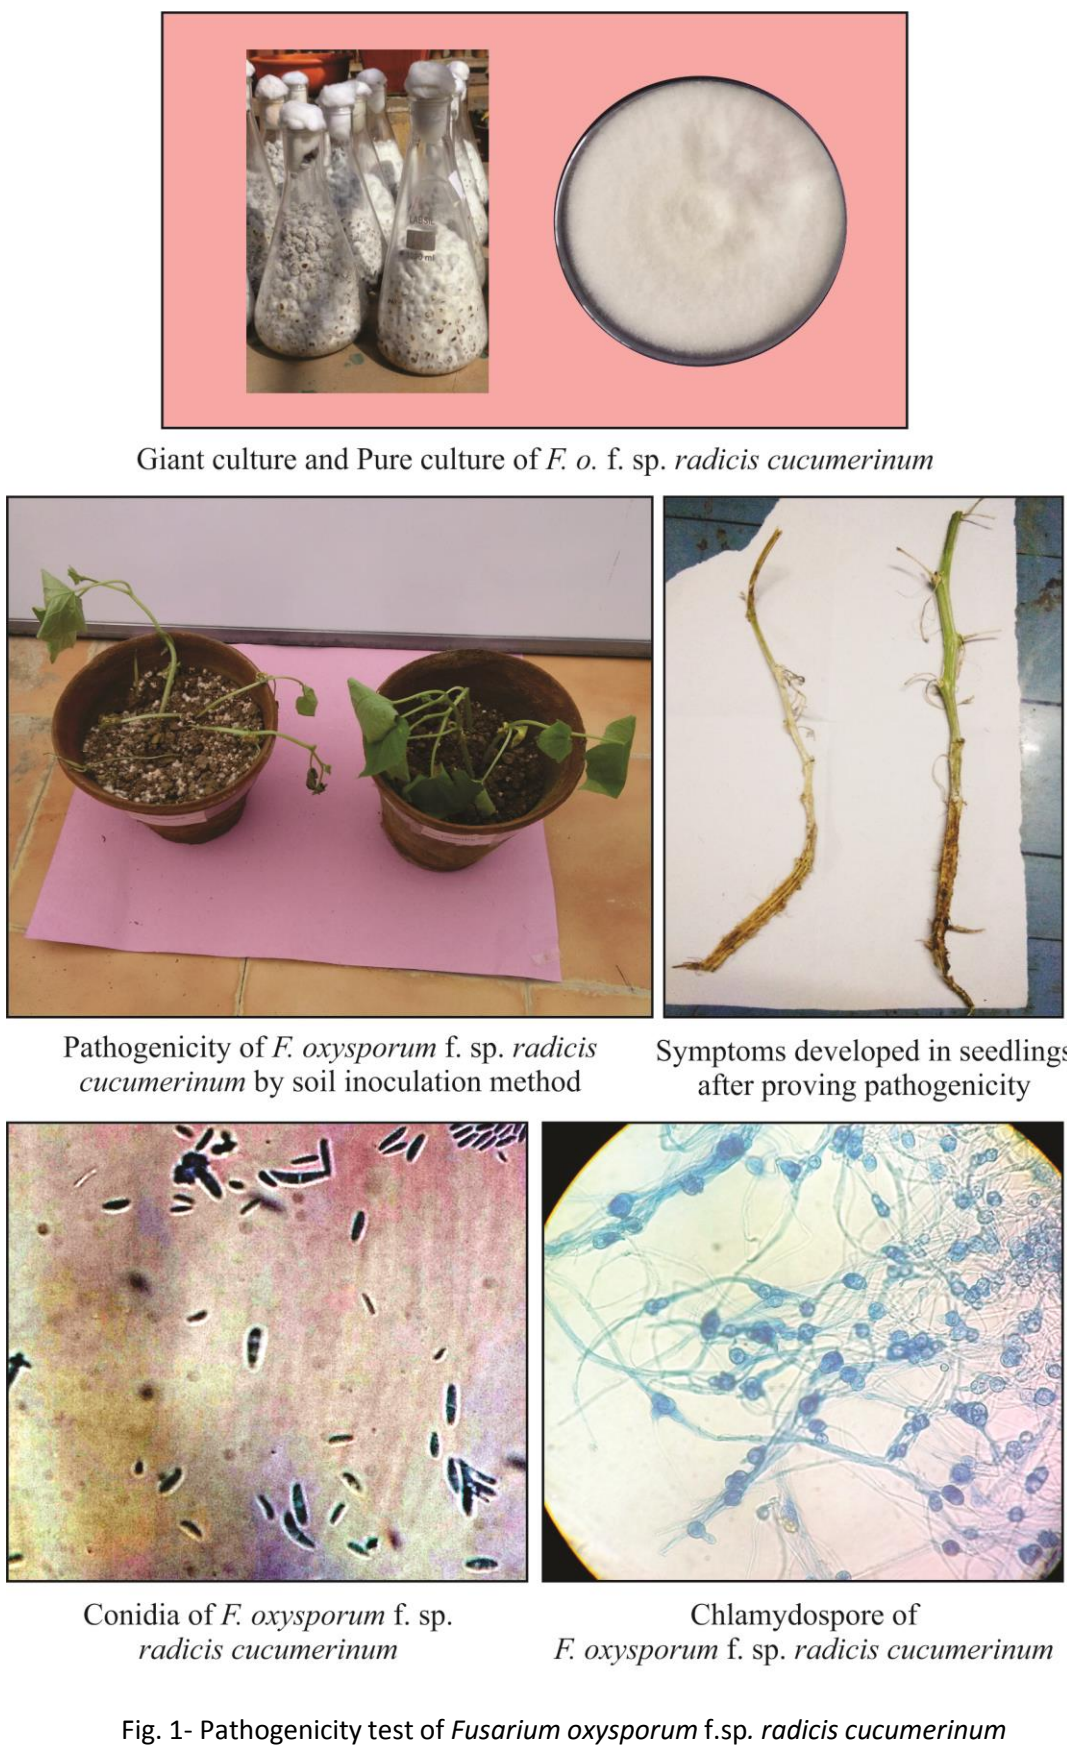 Giant culture and Pure culture of F. o. f. sp. radicis cucumerinum
Pathogenicity of F. oxysporum f. sp. radicis
cucumerinum by soil inoculation method
Symptoms developed in seedlings
after proving pathogenicity
Conidia of F. oxysporum f. sp.
radicis cucumerinum
Chlamydospore of
F. oxysporum f. sp. radicis cucumerinum
Fig. 1- Pathogenicity test of Fusarium oxysporum f.sp. radicis cucumerinum